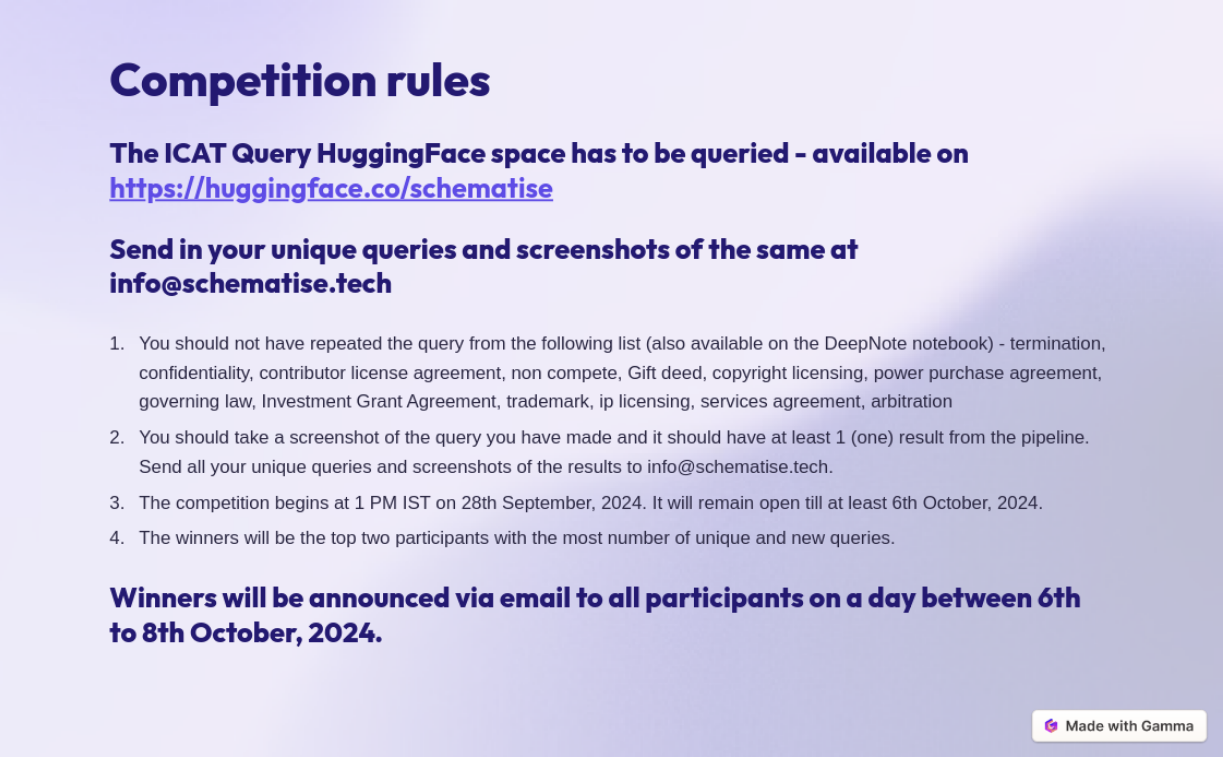 Competition rules
The ICAT Query HuggingFace space has to be queried - available on
https://huggingface.co/schematise
Send in your unique queries and screenshots of the same at
info@schematise.tech
1. You should not have repeated the query from the following list (also available on the DeepNote notebook) - termination,
confidentiality, contributor license agreement, non compete, Gift deed, copyright licensing, power purchase agreement,
governing law, Investment Grant Agreement, trademark, ip licensing, services agreement, arbitration
2. You should take a screenshot of the query you have made and it should have at least 1 (one) result from the pipeline.
Send all your unique queries and screenshots of the results to info@schematise.tech.
3. The competition begins at 1 PM IST on 28th September, 2024. It will remain open till at least 6th October, 2024.
4. The winners will be the top two participants with the most number of unique and new queries.
Winners will be announced via email to all participants on a day between 6th
to 8th October, 2024.
Made with Gamma